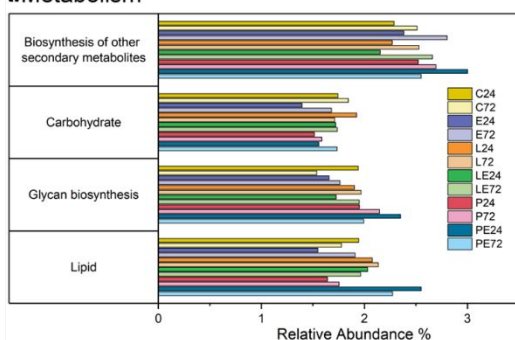 Metabolism
Biosynthesis of other
secondary metabolites
Carbohydrate
Glycan biosynthesis
Lipid
C24
C72
E24
E72
L24
L72
LE24
LE72
P24
P72
PE24
PE72
0
1
2
3
Relative Abundance %